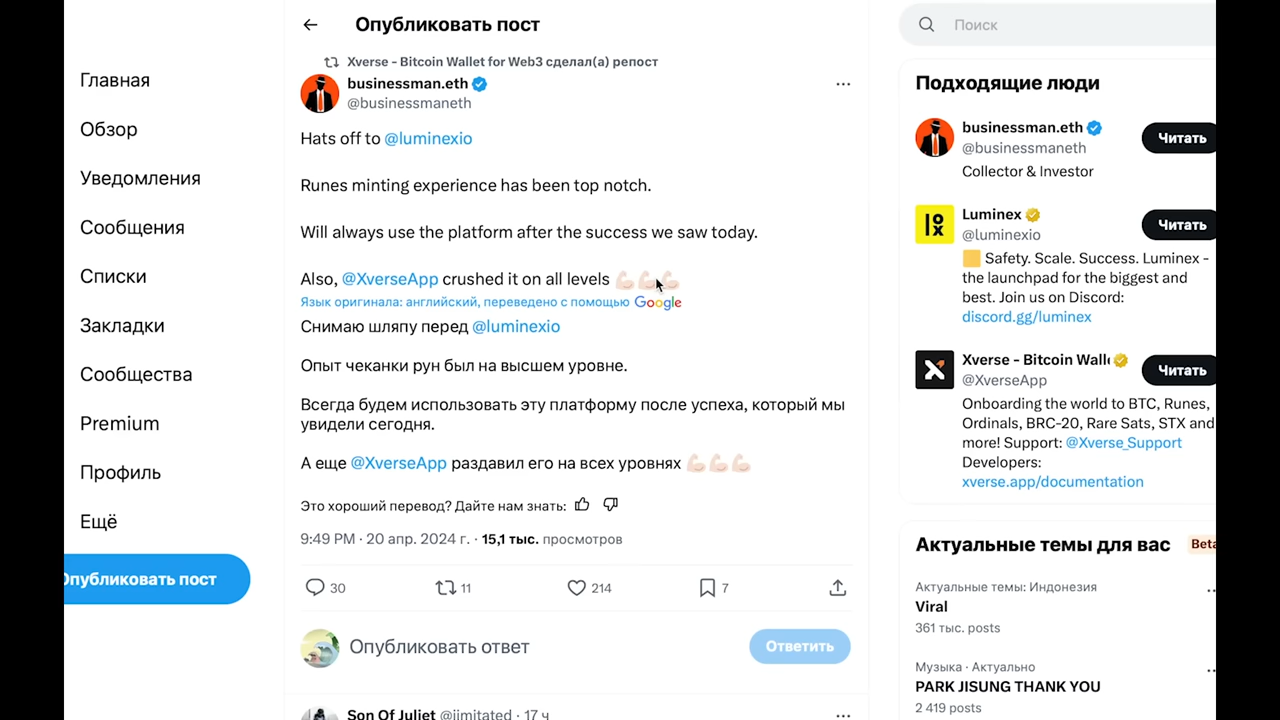 Главная
Обзор
Уведомления
Сообщения
Списки
Закладки
Сообщества
Premium
Профиль
Ещё
Опубликовать пост
Опубликовать пост
Xverse - Bitcoin Wallet for Web3 сделал(а) репост
businessman.eth
@businessmaneth
Hats off to @luminexio
Runes minting experience has been top notch.
Will always use the platform after the success we saw today.
Also, @XverseApp crushed it on all levels 💪🏻💪🏻💪🏻
Язык оригинала: английский, переведено с помощью Google
Снимаю шляпу перед @luminexio
Опыт чеканки рун был на высшем уровне.
Всегда будем использовать эту платформу после успеха, который мы
увидели сегодня.
А еще @XverseApp раздавил его на всех уровнях 💪🏻💪🏻💪🏻
Это хороший перевод? Дайте нам знать:
9:49 PM · 20 апр. 2024 г. · 15,1 тыс. просмотров
30 11 214 7
Опубликовать ответ
Ответить
Son Of Juliet @iimitated · 17 ч
Поиск
Подходящие люди
businessman.eth
@businessmaneth
Читать
Collector & Investor
Luminex
@luminexio
Читать
🟨 Safety. Scale. Success. Luminex -
the launchpad for the biggest and
best. Join us on Discord:
discord.gg/luminex
Xverse - Bitcoin Walle
@XverseApp
Читать
Onboarding the world to BTC, Runes,
Ordinals, BRC-20, Rare Sats, STX and
more! Support: @Xverse_Support
Developers:
xverse.app/documentation
Актуальные темы для вас Beta
Актуальные темы: Индонезия
Viral
361 тыс. posts
Музыка · Актуально
PARK JISUNG THANK YOU
2 419 posts